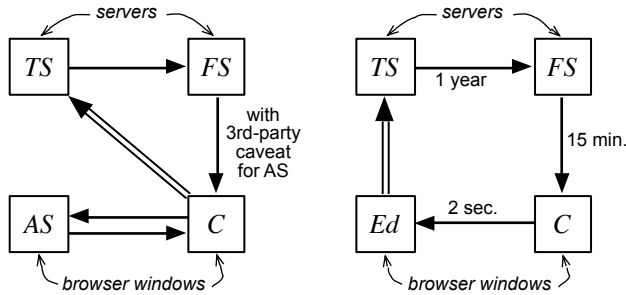 servers
TS
FS
with
3rd-party
caveat
for AS
AS
C
browser windows
servers
TS
FS
1 year
15 min.
2 sec.
Ed
C
browser windows